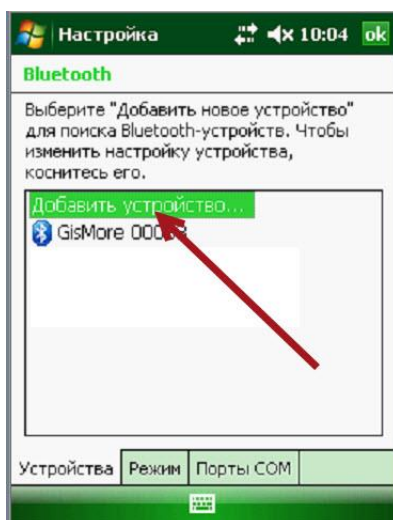 Настройка 10:04 ok
Bluetooth
Выберите "Добавить новое устройство"
для поиска Bluetooth-устройств. Чтобы
изменить настройку устройства,
коснитесь его.
Добавить устройство...
GisMore
Устройства Режим Порты COM